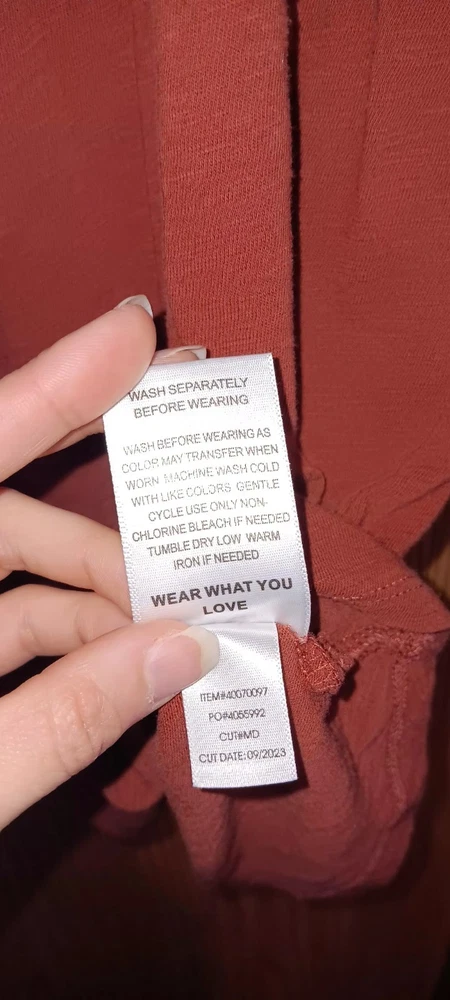 WASH SEPARATELY
BEFORE WEARING
WASH BEFORE WEARING AS
COLOR MAY TRANSFER WHEN
WORN MACHINE WASH COLD
WITH LIKE COLORS GENTLE
CYCLE USE ONLY NON-
CHLORINE BLEACH IF NEEDED
TUMBLE DRY LOW WARM
IRON IF NEEDED
WEAR WHAT YOU
LOVE
ITEM#40070097
PO#4055992
CUT#MD
CUT DATE:09/2023